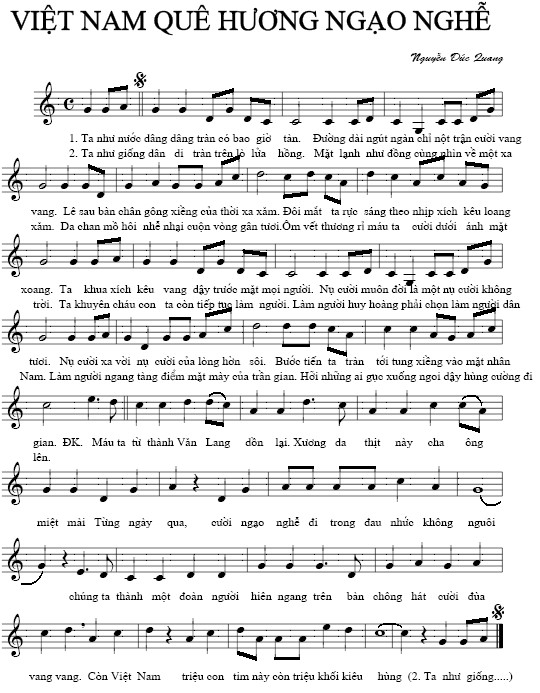 VIỆT NAM QUÊ HƯƠNG NGẠO NGHỄ
Nguyễn Đức Quang
1. Ta như nước dâng dâng tràn có bao giờ tàn. Đường dài ngút ngàn chỉ nột trận cười vang
2. Ta như giống dân di tràn trên lò lửa hồng. Mặt lạnh như đồng cùng nhìn về một xa
vang. Lê sau bàn chân gông xiềng của thời xa xăm. Đôi mắt ta rực sáng theo nhịp xích kêu loang
xăm. Da chan mồ hôi nhễ nhại cuộn vòng gân tươi. Ôm vết thương rỉ máu ta cười dưới ánh mặt
xoang. Ta khua xích kêu vang dậy trước mặt mọi người. Nụ cười muôn đời là một nụ cười không
trời. Ta khuyên cháu con ta còn tiếp tục làm người. Làm người huy hoàng phải chọn làm người dân
tươi. Nụ cười xa vời nụ cười của lòng hờn sôi. Bước tiến ta tràn tới tung xiềng vào mặt nhân
Nam. Làm người ngang tàng điểm mặt mày của trần gian. Hỡi những ai gục xuống ngoi dậy hùng cường đi
gian. ĐK. Máu ta từ thành Văn Lang dồn lại. Xương da thịt này cha ông
lên.
miệt mài Từng ngày qua, cười ngạo nghễ đi trong đau nhức không nguôi
chúng ta thành một đoàn người hiên ngang trên bàn chông hát cười đùa
vang vang. Còn Việt Nam triệu con tim này còn triệu khối kiêu hùng (2. Ta như giống.....)